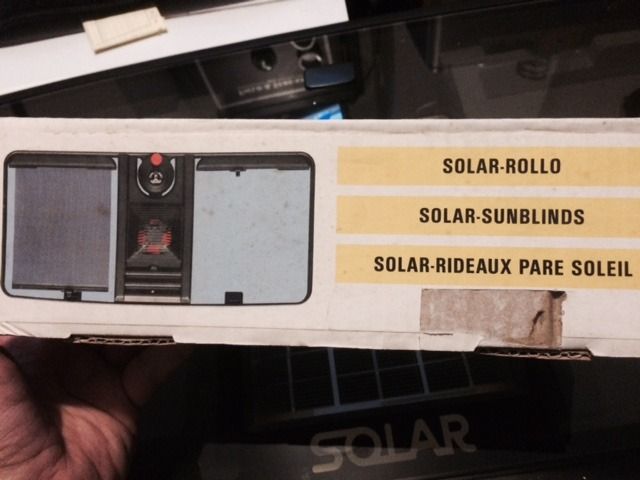 SOLAR-ROLLO
SOLAR-SUNBLINDS
SOLAR-RIDEAUX PARE SOLEIL
SOLAR